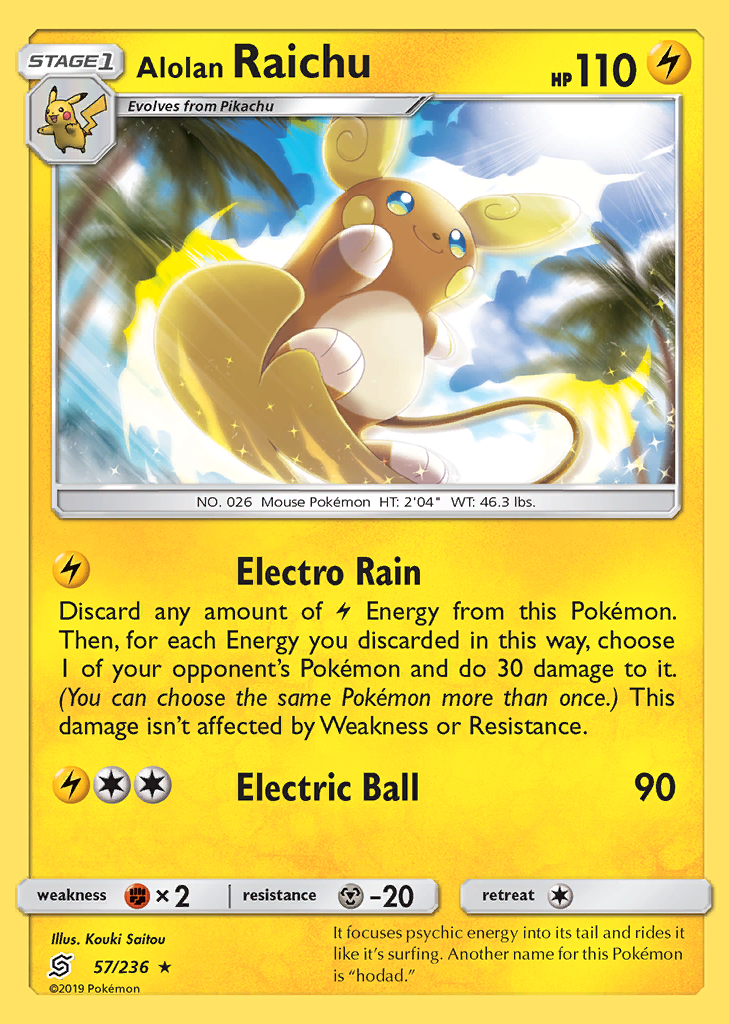 STAGE1
Alolan Raichu
HP110
Evolves from Pikachu
NO. 026 Mouse Pokémon HT: 2'04" WT: 46.3 lbs.
Electro Rain
Discard any amount of Energy from this Pokémon.
Then, for each Energy you discarded in this way, choose
1 of your opponent's Pokémon and do 30 damage to it.
(You can choose the same Pokémon more than once.) This
damage isn't affected by Weakness or Resistance.
Electric Ball 90
weakness ×2 resistance -20 retreat
Illus. Kouki Saitou
57/236 ★
©2019 Pokémon
It focuses psychic energy into its tail and rides it
like it's surfing. Another name for this Pokémon
is "hodad."